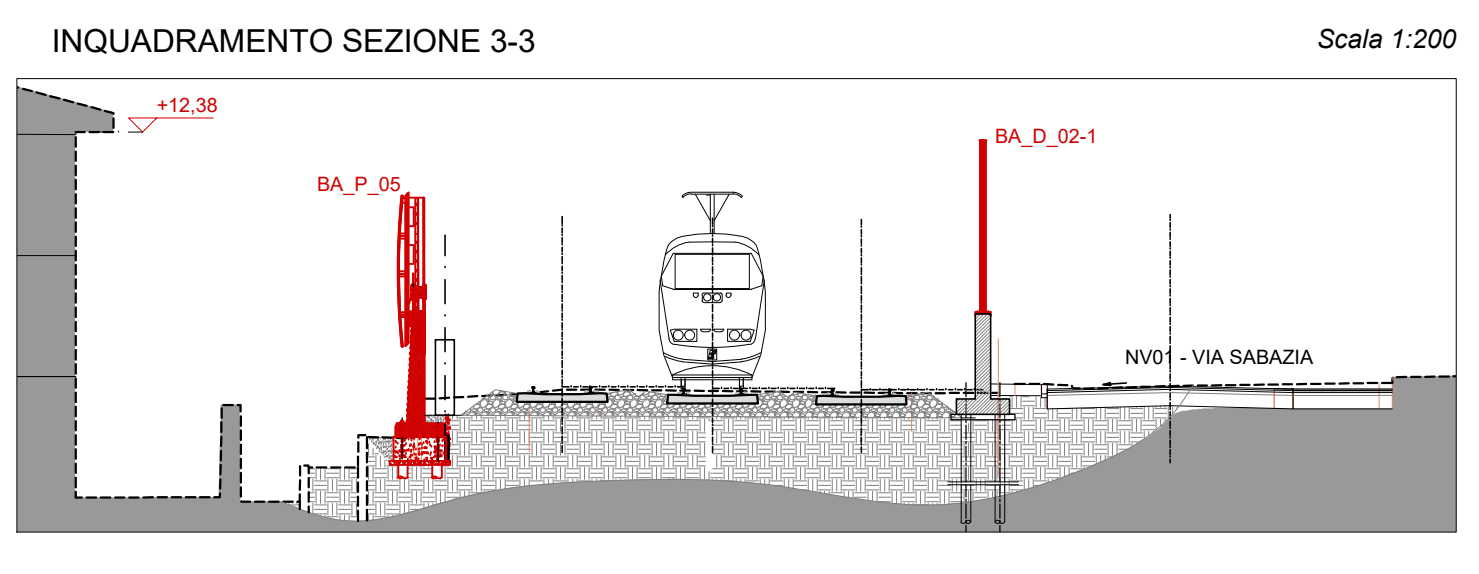 INQUADRAMENTO SEZIONE 3-3
Scala 1:200
+12,38
BA_D_02-1
BA_P_05
NV01 - VIA SABAZIA